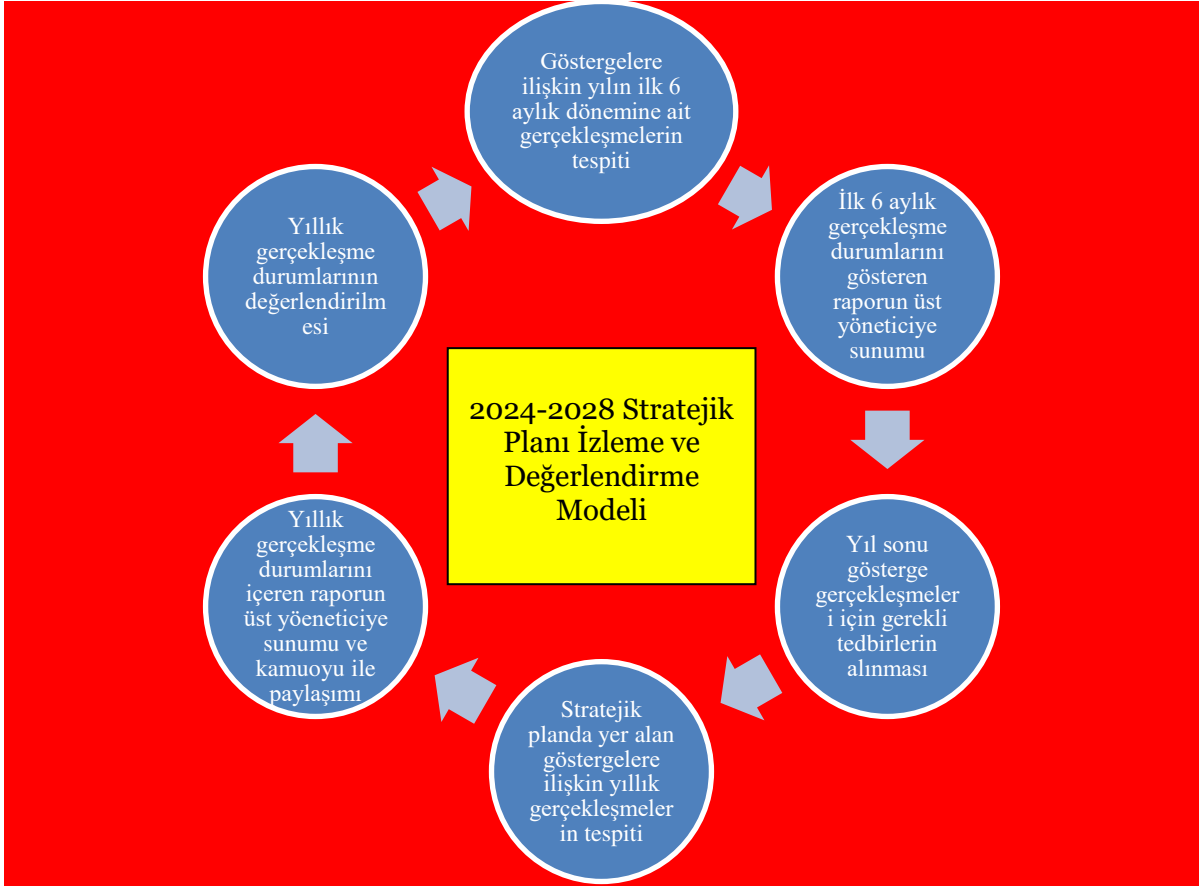 Göstergelere
ilişkin yılın ilk 6
aylık dönemine ait
gerçekleşmelerin
tespiti
İlk 6 aylık
gerçekleşme
durumlarını
gösteren
raporun üst
yöneticiye
sunumu
Yıl sonu
gösterge
gerçekleşmeler
i için gerekli
tedbirlerin
alınması
Stratejik
planda yer alan
göstergelere
ilişkin yıllık
gerçekleşmeler
in tespiti
Yıllık
gerçekleşme
durumlarını
içeren raporun
üst yöeneticiye
sunumu ve
kamuoyu ile
paylaşımı
Yıllık
gerçekleşme
durumlarının
değerlendirilm
esi
2024-2028 Stratejik
Planı İzleme ve
Değerlendirme
Modeli